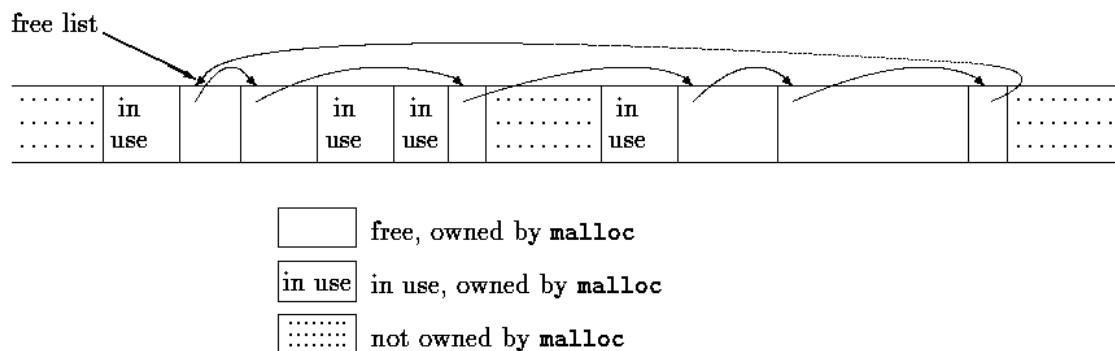 free list
in
use
in
use
in
use
in
use
free, owned by malloc
in use
in use, owned by malloc
not owned by malloc